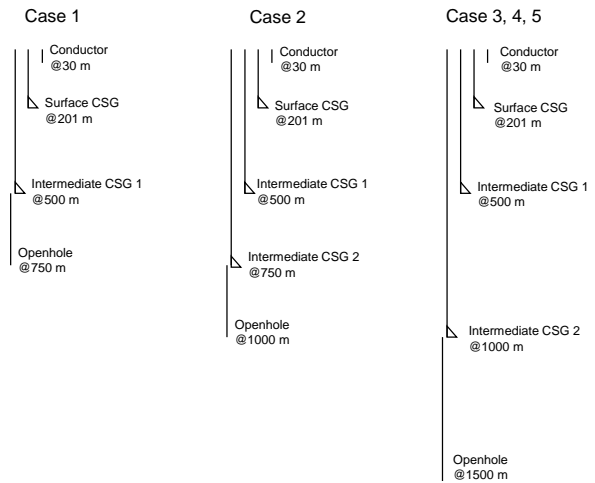 Case 1
Conductor
@30 m
Surface CSG
@201 m
Intermediate CSG 1
@500 m
Openhole
@750 m
Case 2
Conductor
@30 m
Surface CSG
@201 m
Intermediate CSG 1
@500 m
Intermediate CSG 2
@750 m
Openhole
@1000 m
Case 3, 4, 5
Conductor
@30 m
Surface CSG
@201 m
Intermediate CSG 1
@500 m
Intermediate CSG 2
@1000 m
Openhole
@1500 m